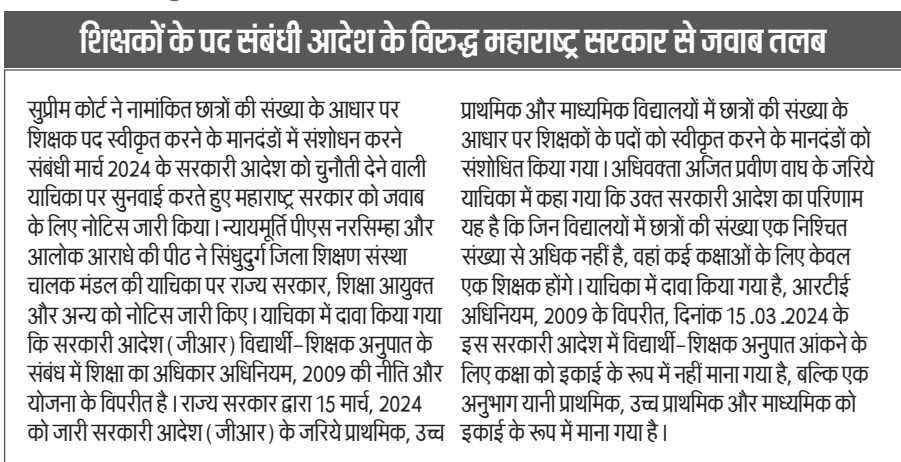 शिक्षकों के पद संबंधी आदेश के विरुद्ध महाराष्ट्र सरकार से जवाब तलब
सुप्रीम कोर्ट ने नामांकित छात्रों की संख्या के आधार पर
शिक्षक पद स्वीकृत करने के मानदंडों में संशोधन करने
संबंधी मार्च 2024 के सरकारी आदेश को चुनौती देने वाली
याचिका पर सुनवाई करते हुए महाराष्ट्र सरकार को जवाब
के लिए नोटिस जारी किया। न्यायमूर्ति पीएस नरसिम्हा और
आलोक आराधे की पीठ ने सिंधुदुर्ग जिला शिक्षण संस्था
चालक मंडल की याचिका पर राज्य सरकार, शिक्षा आयुक्त
और अन्य को नोटिस जारी किए। याचिका में दावा किया गया
कि सरकारी आदेश (जीआर) विद्यार्थी-शिक्षक अनुपात के
संबंध में शिक्षा का अधिकार अधिनियम, 2009 की नीति और
योजना के विपरीत है। राज्य सरकार द्वारा 15 मार्च, 2024
को जारी सरकारी आदेश (जीआर) के जरिये प्राथमिक, उच्च
प्राथमिक और माध्यमिक विद्यालयों में छात्रों की संख्या के
आधार पर शिक्षकों के पदों को स्वीकृत करने के मानदंडों को
संशोधित किया गया। अधिवक्ता अजित प्रवीण वाघ के जरिये
याचिका में कहा गया कि उक्त सरकारी आदेश का परिणाम
यह है कि जिन विद्यालयों में छात्रों की संख्या एक निश्चित
संख्या से अधिक नहीं है, वहां कई कक्षाओं के लिए केवल
एक शिक्षक होंगे। याचिका में दावा किया गया है, आरटीई
अधिनियम, 2009 के विपरीत, दिनांक 15.03.2024 के
इस सरकारी आदेश में विद्यार्थी-शिक्षक अनुपात आंकने के
लिए कक्षा को इकाई के रूप में नहीं माना गया है, बल्कि एक
अनुभाग यानी प्राथमिक, उच्च प्राथमिक और माध्यमिक को
इकाई के रूप में माना गया है।